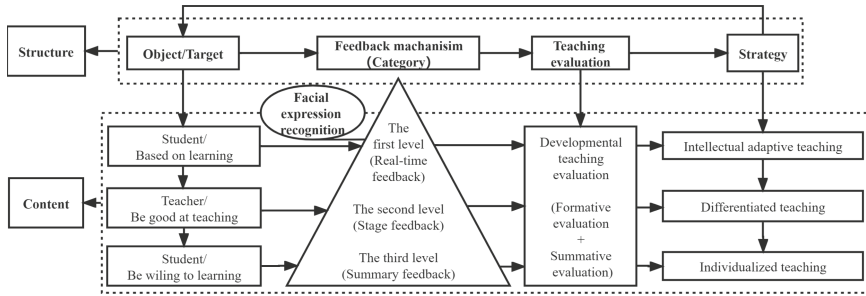 Structure
Object/Target
Feedback machanisim
(Category)
Teaching
evaluation
Strategy
Facial
expression
recognition
Content
Student/
Based on learning
Teacher/
Be good at teaching
Student/
Be wiling to learning
The
first level
(Real-time
feedback)
The second level
(Stage feedback)
The third level
(Summary feedback)
Developmental
teaching
evaluation
(Formative
evaluation
+
Summative
evaluation)
Intellectual adaptive teaching
Differentiated teaching
Individualized teaching